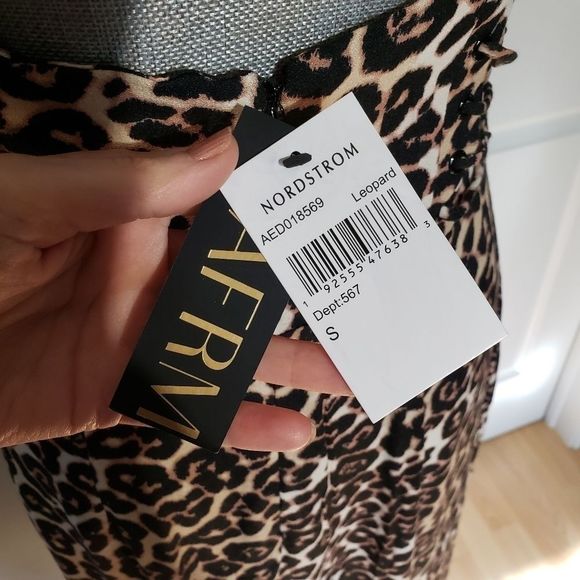 NORDSTROM
AED018569 Leopard
1 92555 47638 3
Dept:567
S
AFRM